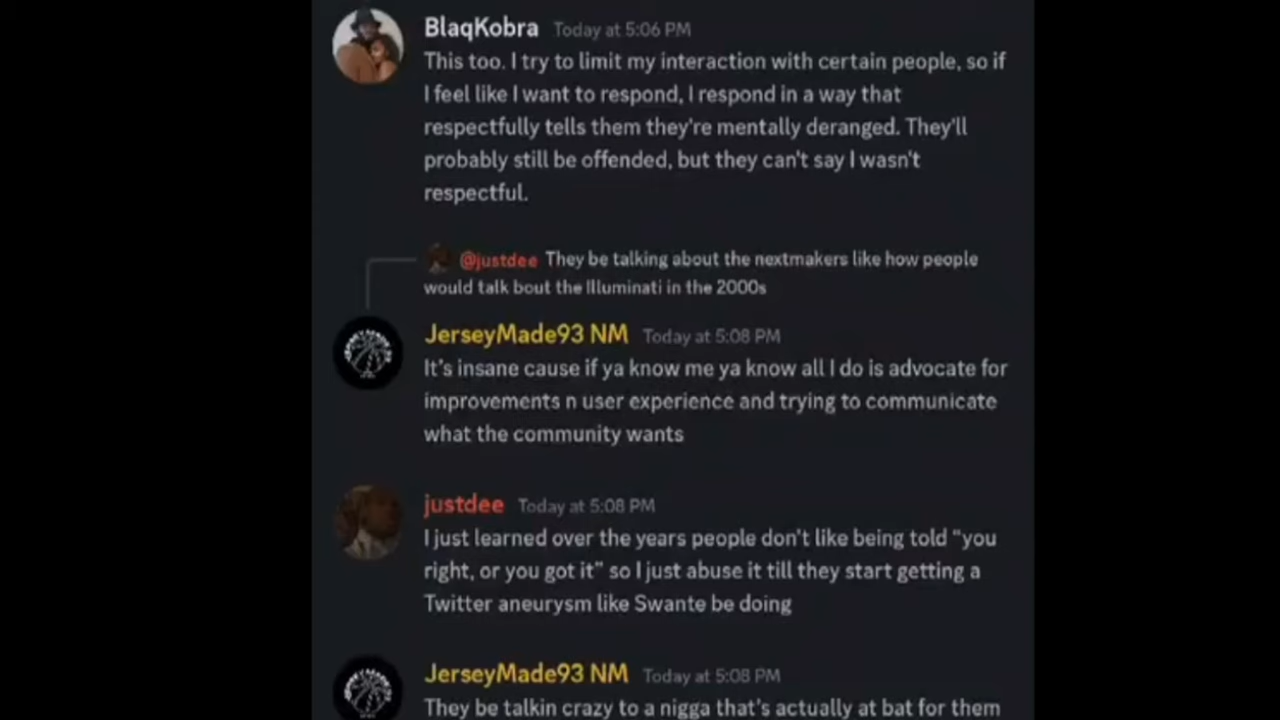 BlaqKobra Today at 5:06 PM
This too. I try to limit my interaction with certain people, so if
I feel like I want to respond, I respond in a way that
respectfully tells them they're mentally deranged. They'll
probably still be offended, but they can't say I wasn't
respectful.
@justdee They be talking about the nextmakers like how people
would talk bout the Illuminati in the 2000s
JerseyMade93 NM Today at 5:08 PM
It's insane cause if ya know me ya know all I do is advocate for
improvements n user experience and trying to communicate
what the community wants
justdee Today at 5:08 PM
I just learned over the years people don't like being told "you
right, or you got it" so I just abuse it till they start getting a
Twitter aneurysm like Swante be doing
JerseyMade93 NM Today at 5:08 PM
They be talkin crazy to a nigga that's actually at bat for them